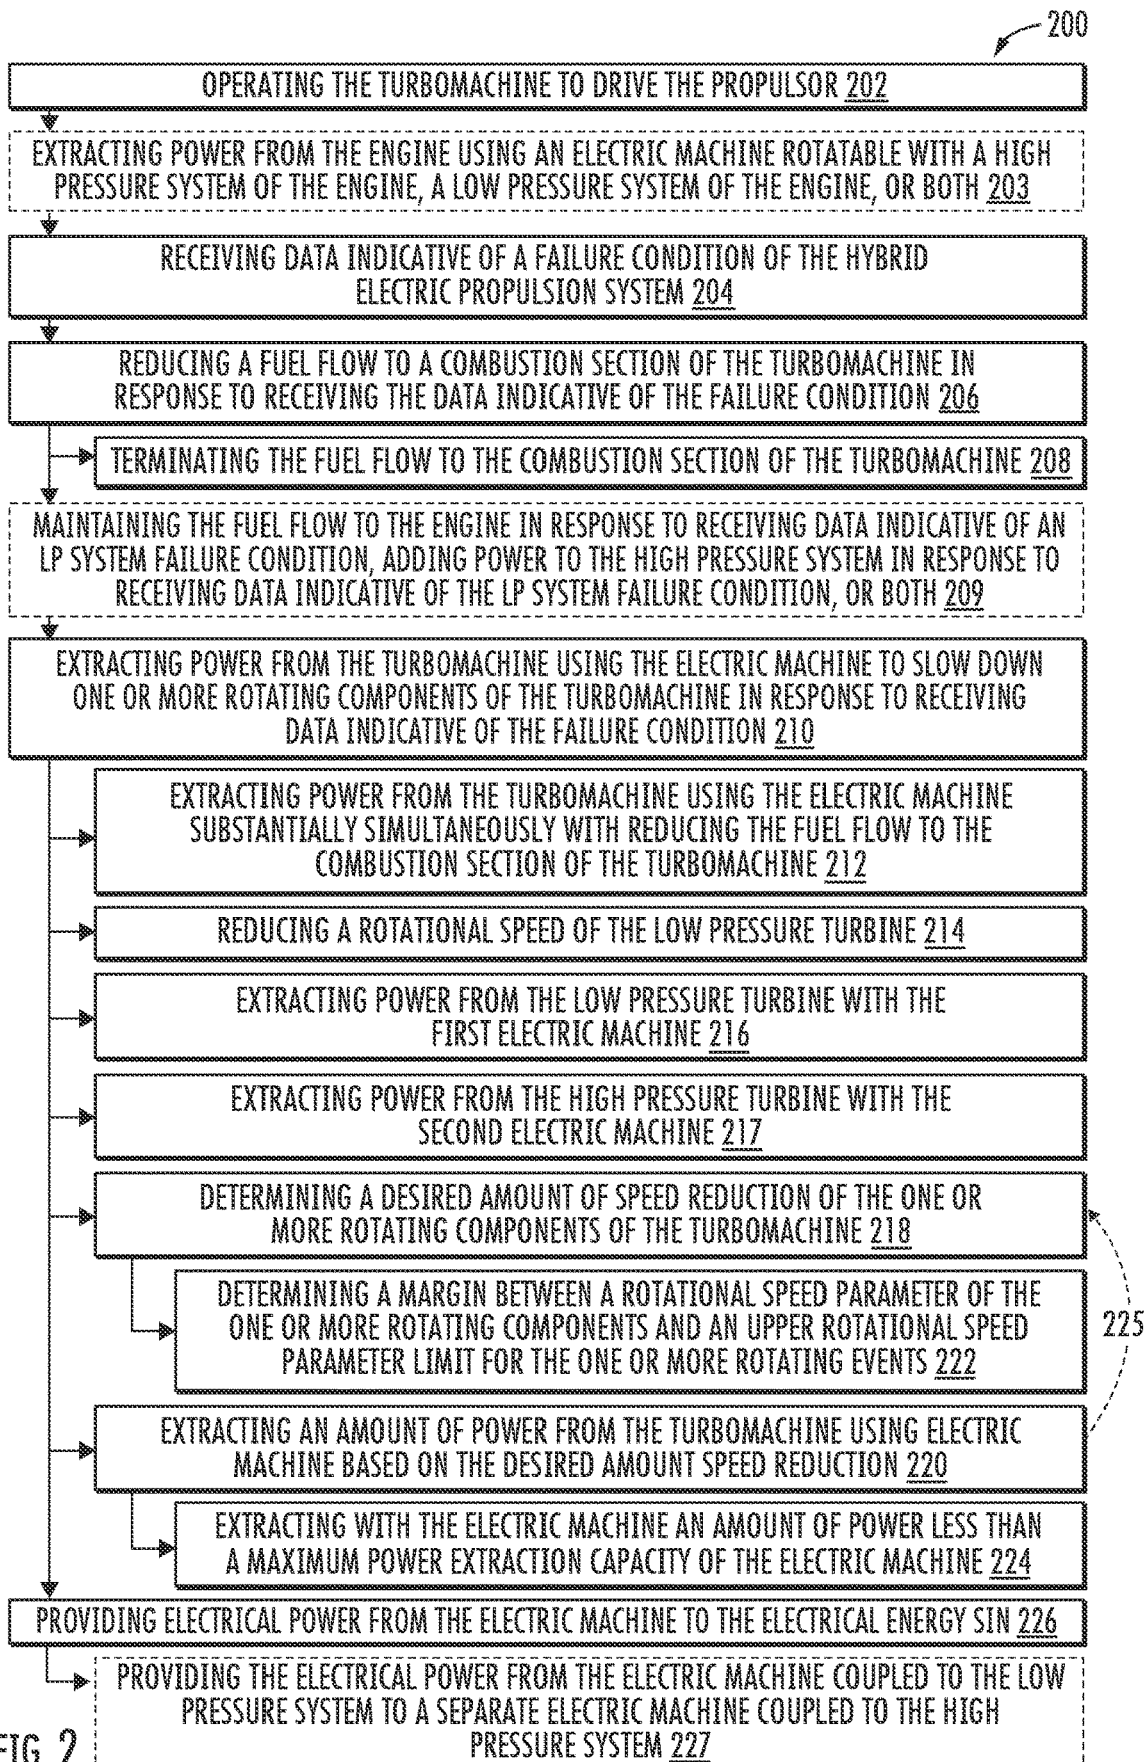 200
OPERATING THE TURBOMACHINE TO DRIVE THE PROPULSOR 202
EXTRACTING POWER FROM THE ENGINE USING AN ELECTRIC MACHINE ROTATABLE WITH A HIGH
PRESSURE SYSTEM OF THE ENGINE, A LOW PRESSURE SYSTEM OF THE ENGINE, OR BOTH 203
RECEIVING DATA INDICATIVE OF A FAILURE CONDITION OF THE HYBRID
ELECTRIC PROPULSION SYSTEM 204
REDUCING A FUEL FLOW TO A COMBUSTION SECTION OF THE TURBOMACHINE IN
RESPONSE TO RECEIVING THE DATA INDICATIVE OF THE FAILURE CONDITION 206
TERMINATING THE FUEL FLOW TO THE COMBUSTION SECTION OF THE TURBOMACHINE 208
MAINTAINING THE FUEL FLOW TO THE ENGINE IN RESPONSE TO RECEIVING DATA INDICATIVE OF AN
LP SYSTEM FAILURE CONDITION, ADDING POWER TO THE HIGH PRESSURE SYSTEM IN RESPONSE TO
RECEIVING DATA INDICATIVE OF THE LP SYSTEM FAILURE CONDITION, OR BOTH 209
EXTRACTING POWER FROM THE TURBOMACHINE USING THE ELECTRIC MACHINE TO SLOW DOWN
ONE OR MORE ROTATING COMPONENTS OF THE TURBOMACHINE IN RESPONSE TO RECEIVING
DATA INDICATIVE OF THE FAILURE CONDITION 210
EXTRACTING POWER FROM THE TURBOMACHINE USING THE ELECTRIC MACHINE
SUBSTANTIALLY SIMULTANEOUSLY WITH REDUCING THE FUEL FLOW TO THE
COMBUSTION SECTION OF THE TURBOMACHINE 212
REDUCING A ROTATIONAL SPEED OF THE LOW PRESSURE TURBINE 214
EXTRACTING POWER FROM THE LOW PRESSURE TURBINE WITH THE
FIRST ELECTRIC MACHINE 216
EXTRACTING POWER FROM THE HIGH PRESSURE TURBINE WITH THE
SECOND ELECTRIC MACHINE 217
DETERMINING A DESIRED AMOUNT OF SPEED REDUCTION OF THE ONE OR
MORE ROTATING COMPONENTS OF THE TURBOMACHINE 218
DETERMINING A MARGIN BETWEEN A ROTATIONAL SPEED PARAMETER OF THE
ONE OR MORE ROTATING COMPONENTS AND AN UPPER ROTATIONAL SPEED
PARAMETER LIMIT FOR THE ONE OR MORE ROTATING EVENTS 222
225
EXTRACTING AN AMOUNT OF POWER FROM THE TURBOMACHINE USING ELECTRIC
MACHINE BASED ON THE DESIRED AMOUNT SPEED REDUCTION 220
EXTRACTING WITH THE ELECTRIC MACHINE AN AMOUNT OF POWER LESS THAN
A MAXIMUM POWER EXTRACTION CAPACITY OF THE ELECTRIC MACHINE 224
PROVIDING ELECTRICAL POWER FROM THE ELECTRIC MACHINE TO THE ELECTRICAL ENERGY SIN 226
PROVIDING THE ELECTRICAL POWER FROM THE ELECTRIC MACHINE COUPLED TO THE LOW
PRESSURE SYSTEM TO A SEPARATE ELECTRIC MACHINE COUPLED TO THE HIGH
PRESSURE SYSTEM 227
FIG 2